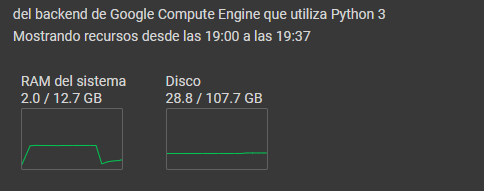 del backend de Google Compute Engine que utiliza Python 3
Mostrando recursos desde las 19:00 a las 19:37
RAM del sistema
2.0 / 12.7 GB
Disco
28.8 / 107.7 GB